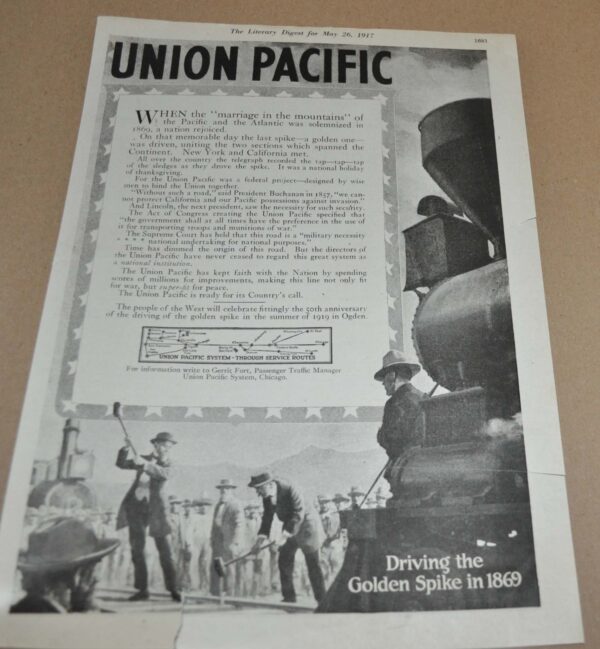 The Literary Digest for May 26, 1917
UNION PACIFIC
WHEN the "marriage in the mountains" of
the Pacific and the Atlantic was solemnized in
1869, a nation rejoiced.
On that memorable day the last spike—a golden one—
was driven, uniting the two sections which spanned the
Continent. New York and California met.
All over the country the telegraph recorded the tap—tap—tap
of the sledges as they drove the spike. It was a national holiday
of thanksgiving.
For the Union Pacific was a federal project—designed by wise
men to bind the Union together.
"Without such a road," said President Buchanan in 1857, "we can-
not protect California and our Pacific possessions against invasion."
And Lincoln, the next president, saw the necessity for such security.
The Act of Congress creating the Union Pacific specified that
"the government shall at all times have the preference in the use of
it for transporting troops and munitions of war."
The Supreme Court has held that this road is a "military necessity
* * * * national undertaking for national purposes."
Time has dimmed the origin of this road. But the directors of
the Union Pacific have never ceased to regard this great system as
a national institution.
The Union Pacific has kept faith with the Nation by spending
scores of millions for improvements, making this line not only fit
for war, but super-fit for peace.
The Union Pacific is ready for its Country's call.
The people of the West will celebrate fittingly the 50th anniversary
of the driving of the golden spike in the summer of 1919 in Ogden.
UNION PACIFIC SYSTEM-THROUGH SERVICE ROUTES
For information write to Gerrit Fort, Passenger Traffic Manager
Union Pacific System, Chicago.
Driving the
Golden Spike in 1869